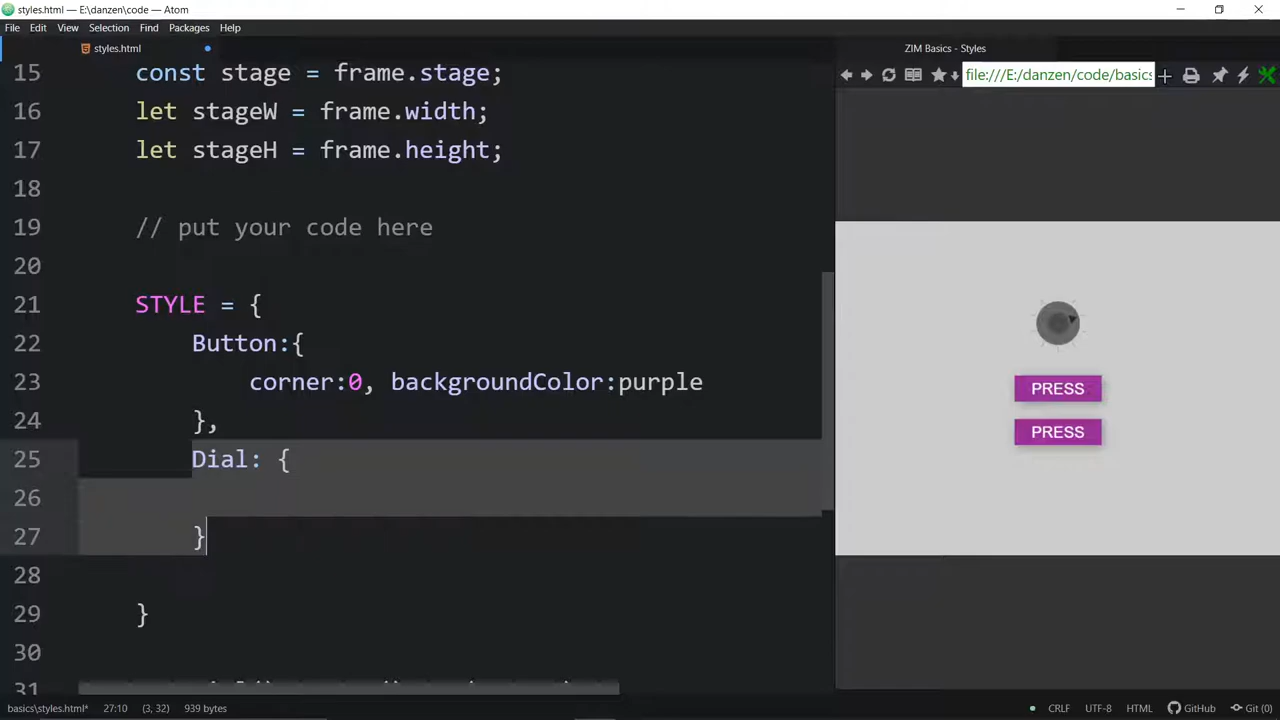 styles.html — E:\danzen\code — Atom
File Edit View Selection Find Packages Help
styles.html
ZIM Basics - Styles
file:///E:/danzen/code/basics
15 const stage = frame.stage;
16 let stageW = frame.width;
17 let stageH = frame.height;
18
19 // put your code here
20
21 STYLE = {
22 Button:{
23 corner:0, backgroundColor:purple
24 },
25 Dial: {
26
27 }
28
29 }
30
31
PRESS
PRESS
basics\styles.html* 27:10 (3, 32) 939 bytes
CRLF UTF-8 HTML GitHub Git (0)